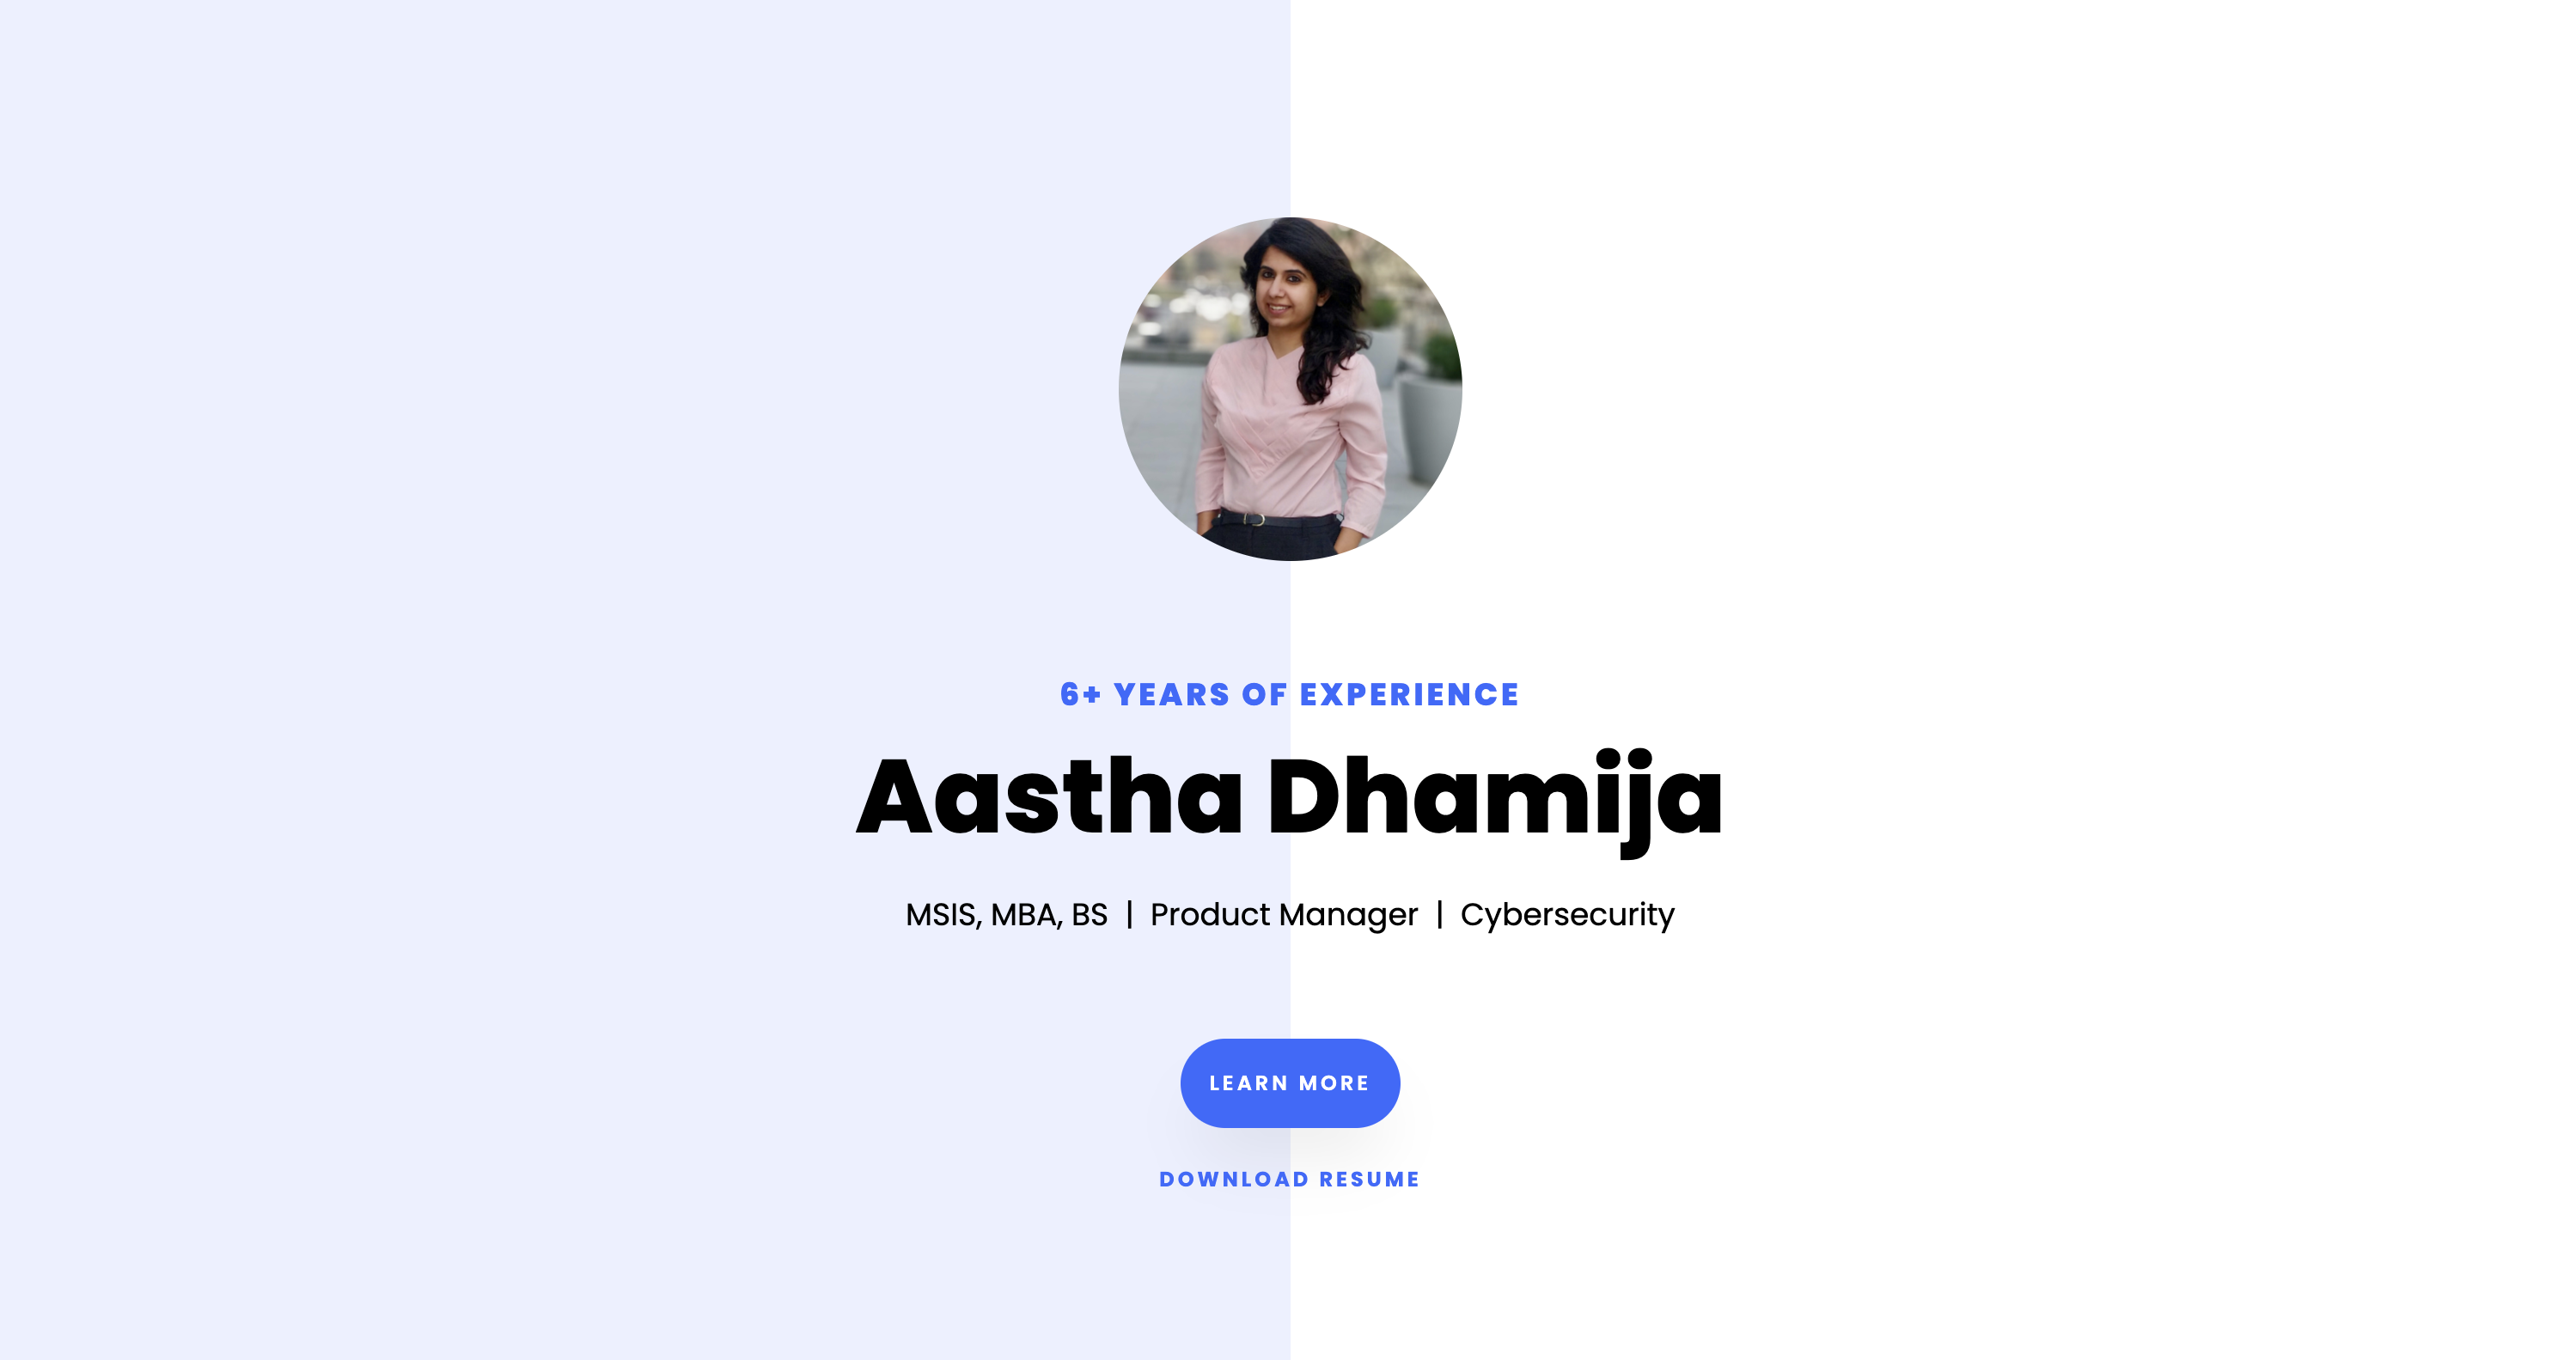 6+ YEARS OF EXPERIENCE
Aastha Dhamija
MSIS, MBA, BS | Product Manager | Cybersecurity
LEARN MORE
DOWNLOAD RESUME